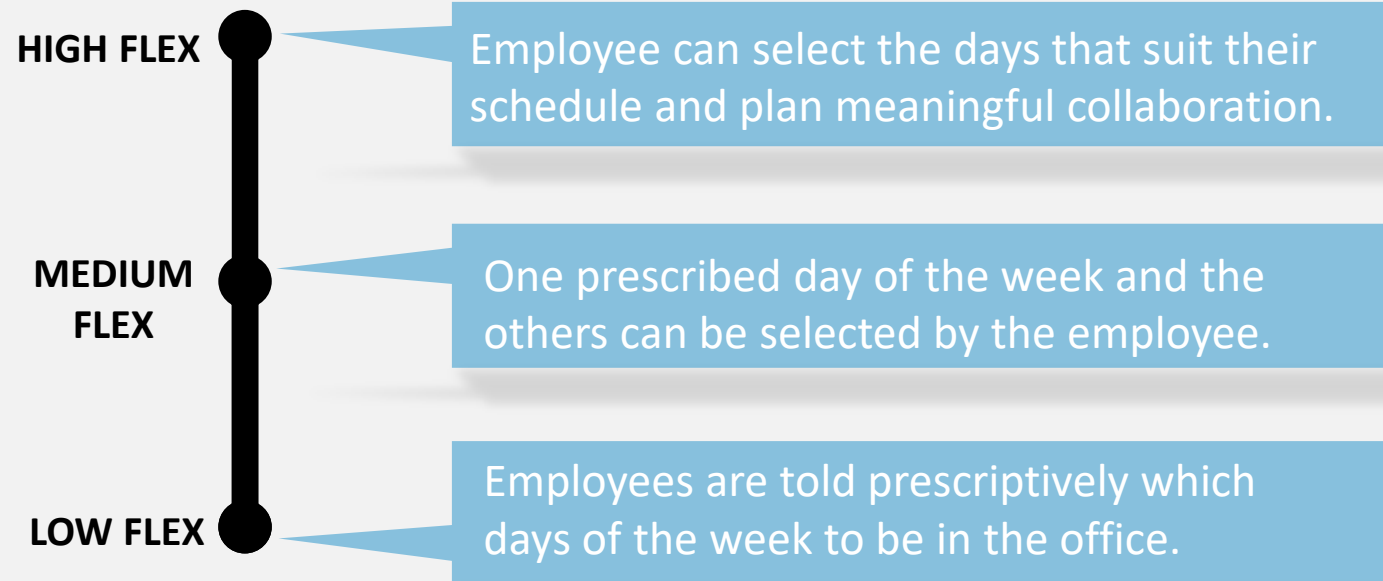 HIGH FLEX
Employee can select the days that suit their
schedule and plan meaningful collaboration.
MEDIUM
FLEX
One prescribed day of the week and the
others can be selected by the employee.
LOW FLEX
Employees are told prescriptively which
days of the week to be in the office.